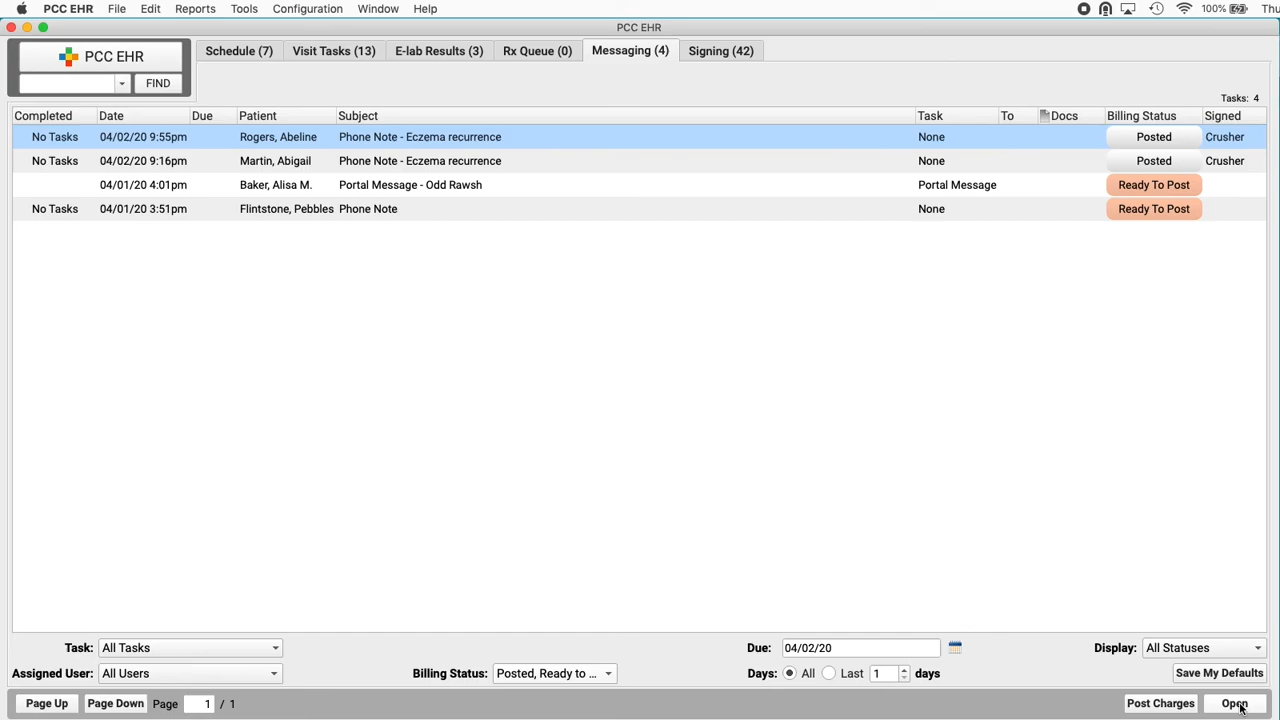 PCC EHR File Edit Reports Tools Configuration Window Help 100% Thu
PCC EHR
PCC EHR Schedule (7) Visit Tasks (13) E-lab Results (3) Rx Queue (0) Messaging (4) Signing (42)
FIND
Tasks: 4
Completed Date Due Patient Subject Task To Docs Billing Status Signed
No Tasks 04/02/20 9:55pm Rogers, Abeline Phone Note - Eczema recurrence None Posted Crusher
No Tasks 04/02/20 9:16pm Martin, Abigail Phone Note - Eczema recurrence None Posted Crusher
04/01/20 4:01pm Baker, Alisa M. Portal Message - Odd Rawsh Portal Message Ready To Post
No Tasks 04/01/20 3:51pm Flintstone, Pebbles Phone Note None Ready To Post
Task: All Tasks Due: 04/02/20 Display: All Statuses
Assigned User: All Users Billing Status: Posted, Ready to ... Days: All Last 1 days Save My Defaults
Page Up Page Down Page 1 / 1 Post Charges Open